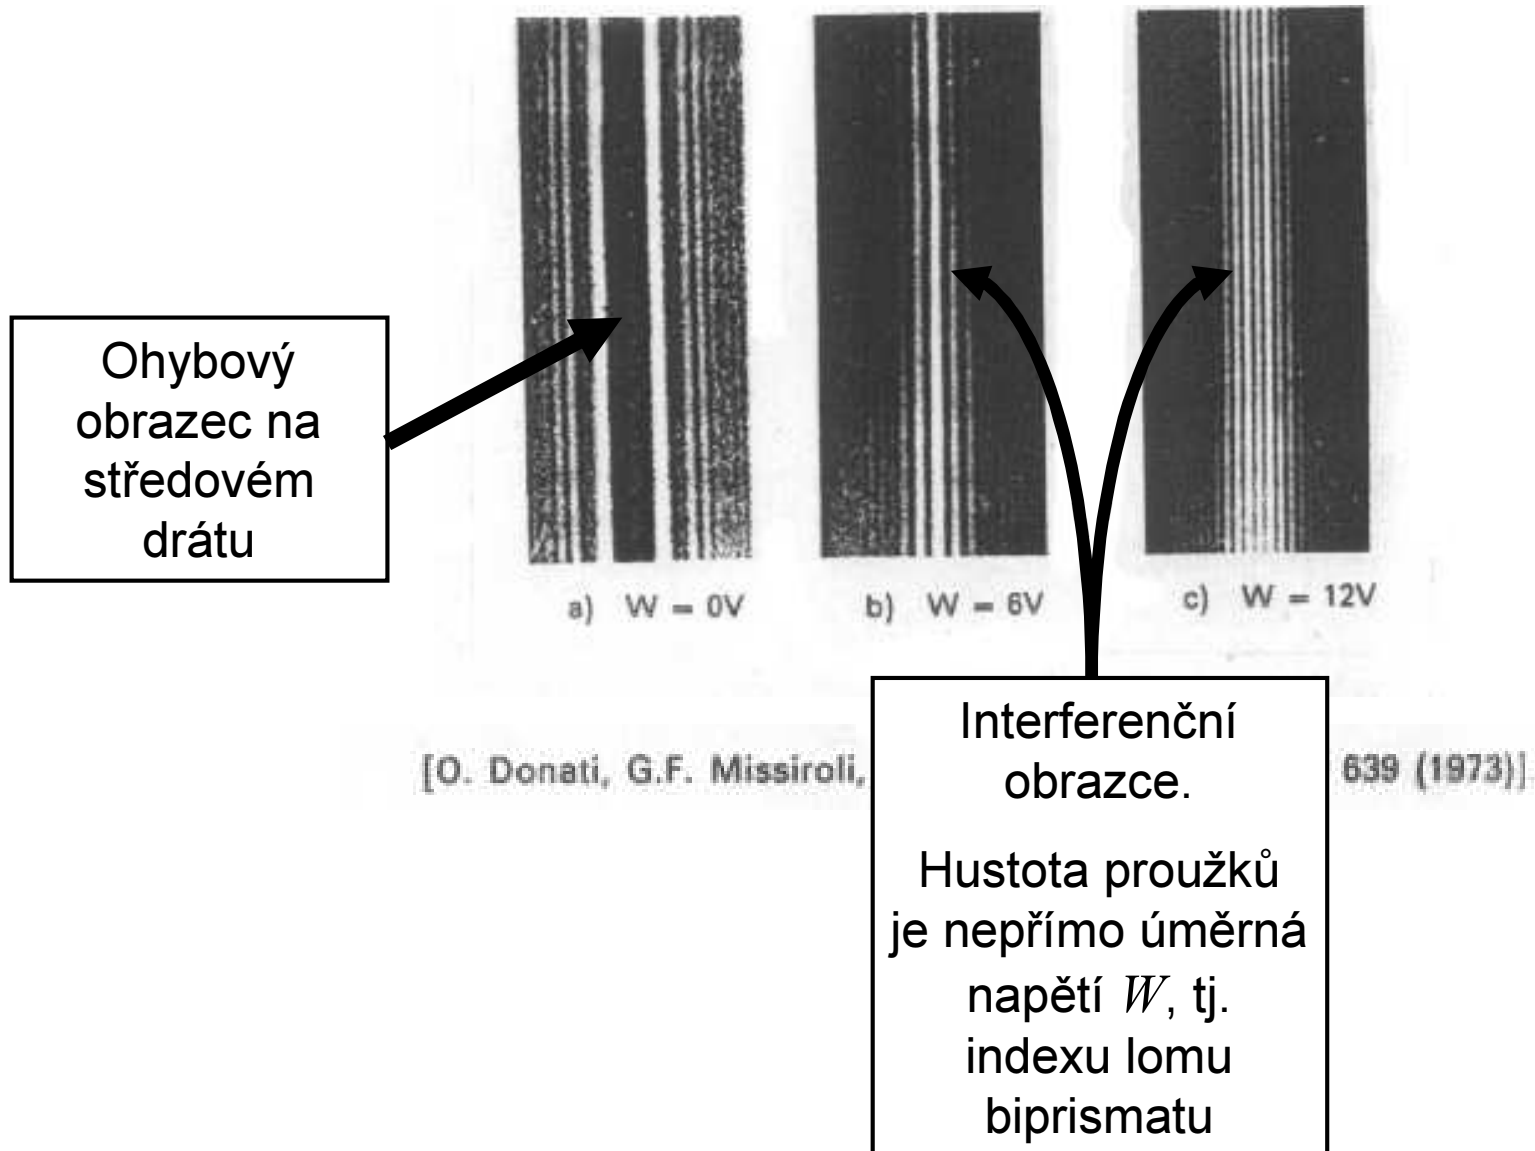 Ohybový
obrazec na
středovém
drátu
a) W = 0V
b) W = 6V
c) W = 12V
[O. Donati, G.F. Missiroli,
639 (1973)].
Interferenční
obrazce.
Hustota proužků
je nepřímo úměrná
napětí W, tj.
indexu lomu
biprismatu